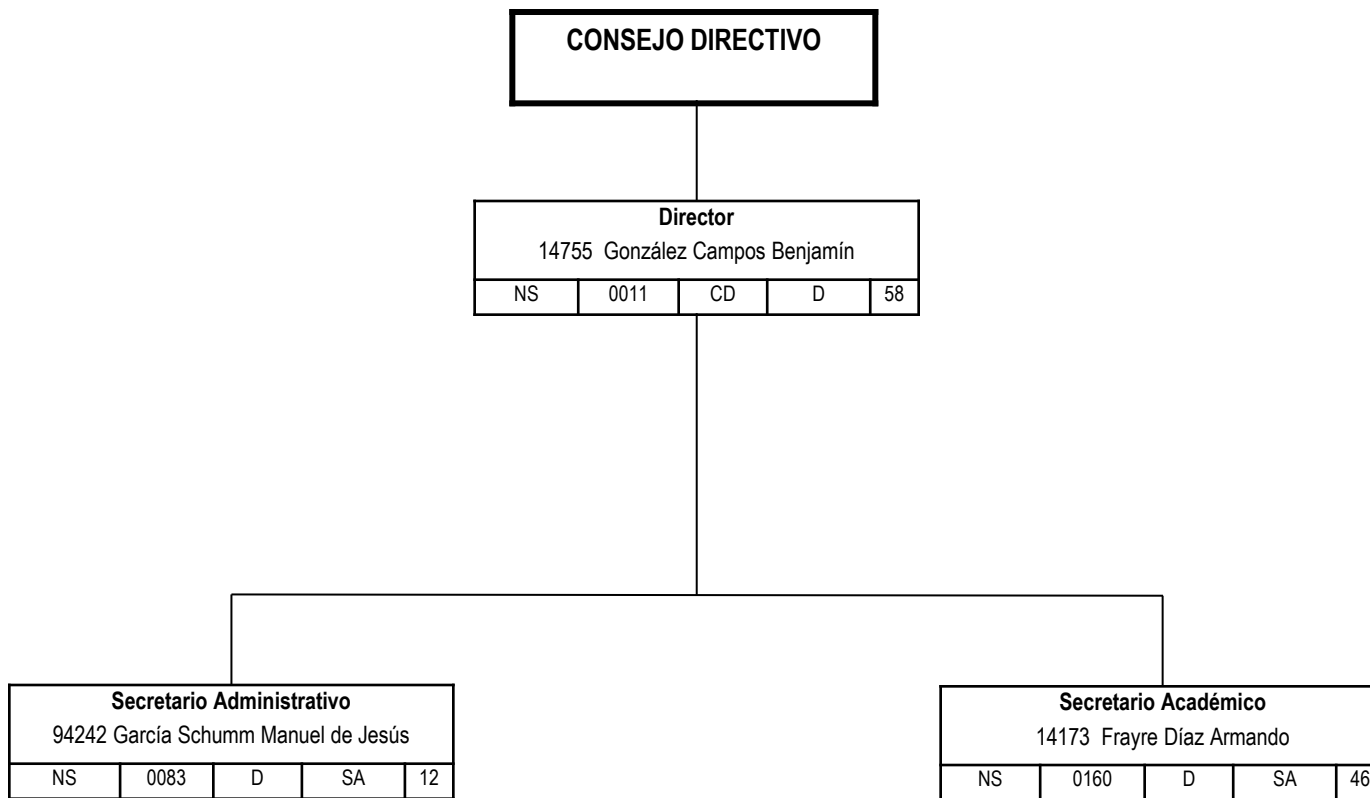 CONSEJO DIRECTIVO
Director
14755 González Campos Benjamín
NS 0011 CD D 58
Secretario Administrativo
94242 García Schumm Manuel de Jesús
NS 0083 D SA 12
Secretario Académico
14173 Frayre Díaz Armando
NS 0160 D SA 46